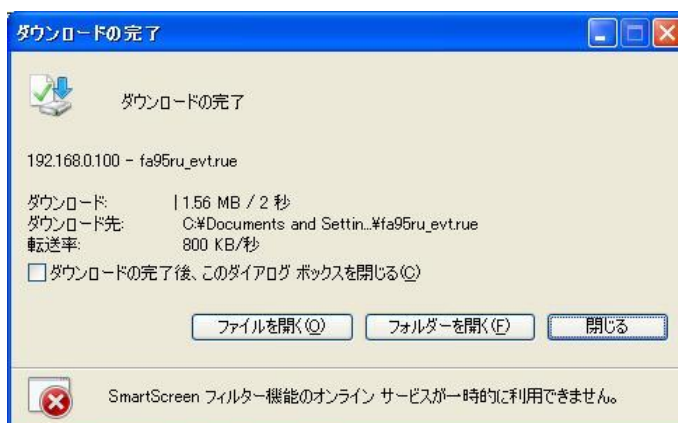 ダウンロードの完了
ダウンロードの完了
192.168.0.100 - fa95ru_evt.rue
ダウンロード: 1.56 MB / 2 秒
ダウンロード先: C:¥Documents and Settin...¥fa95ru_evt.rue
転送率: 800 KB/秒
ダウンロードの完了後、このダイアログ ボックスを閉じる(C)
ファイルを開く(O) フォルダーを開く(F) 閉じる
SmartScreen フィルター機能のオンライン サービスが一時的に利用できません。